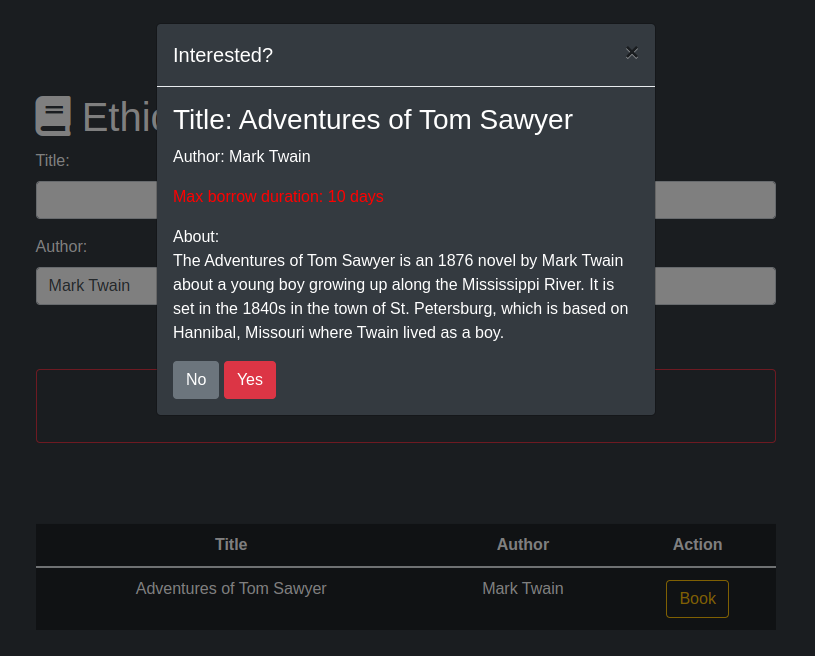 Interested?
×
Title: Adventures of Tom Sawyer
Author: Mark Twain
Max borrow duration: 10 days
About:
The Adventures of Tom Sawyer is an 1876 novel by Mark Twain
about a young boy growing up along the Mississippi River. It is
set in the 1840s in the town of St. Petersburg, which is based on
Hannibal, Missouri where Twain lived as a boy.
No Yes
Title:
Author:
Mark Twain
Title Author Action
Adventures of Tom Sawyer Mark Twain Book